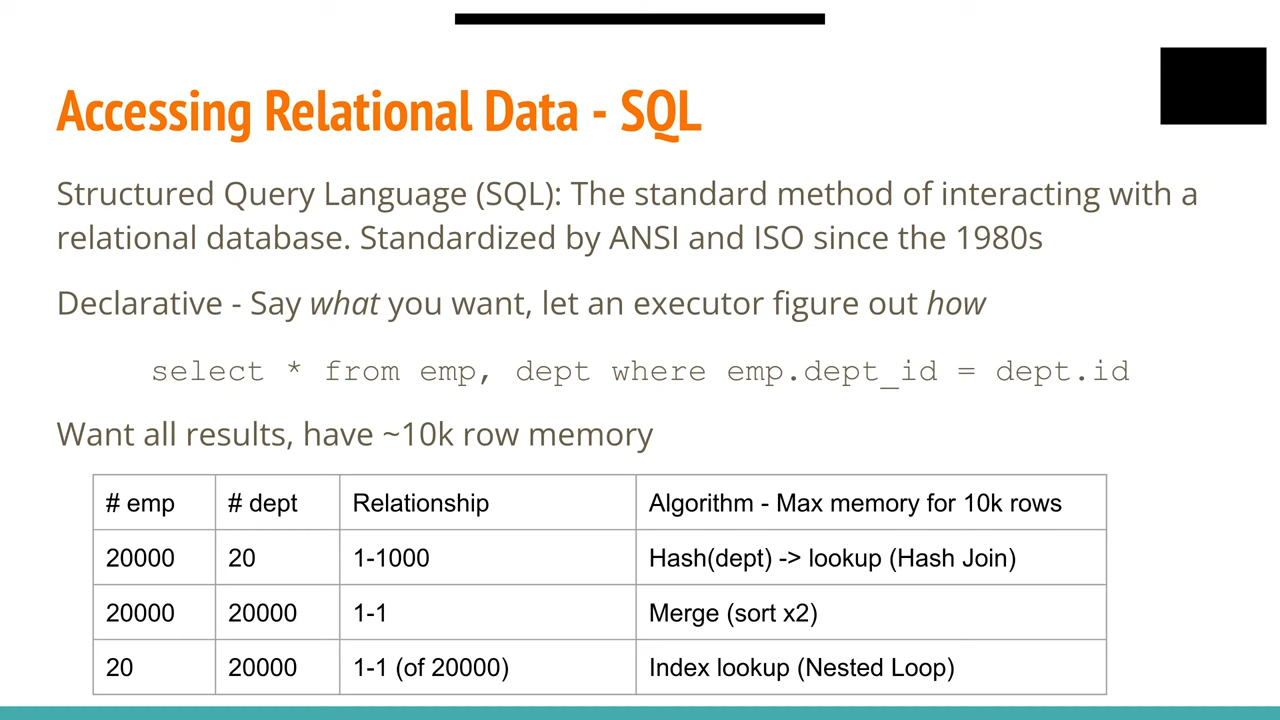 Accessing Relational Data - SQL
Structured Query Language (SQL): The standard method of interacting with a
relational database. Standardized by ANSI and ISO since the 1980s
Declarative - Say what you want, let an executor figure out how
select * from emp, dept where emp.dept_id = dept.id
Want all results, have ~10k row memory
# emp # dept Relationship Algorithm - Max memory for 10k rows
20000 20 1-1000 Hash(dept) -> lookup (Hash Join)
20000 20000 1-1 Merge (sort x2)
20 20000 1-1 (of 20000) Index lookup (Nested Loop)